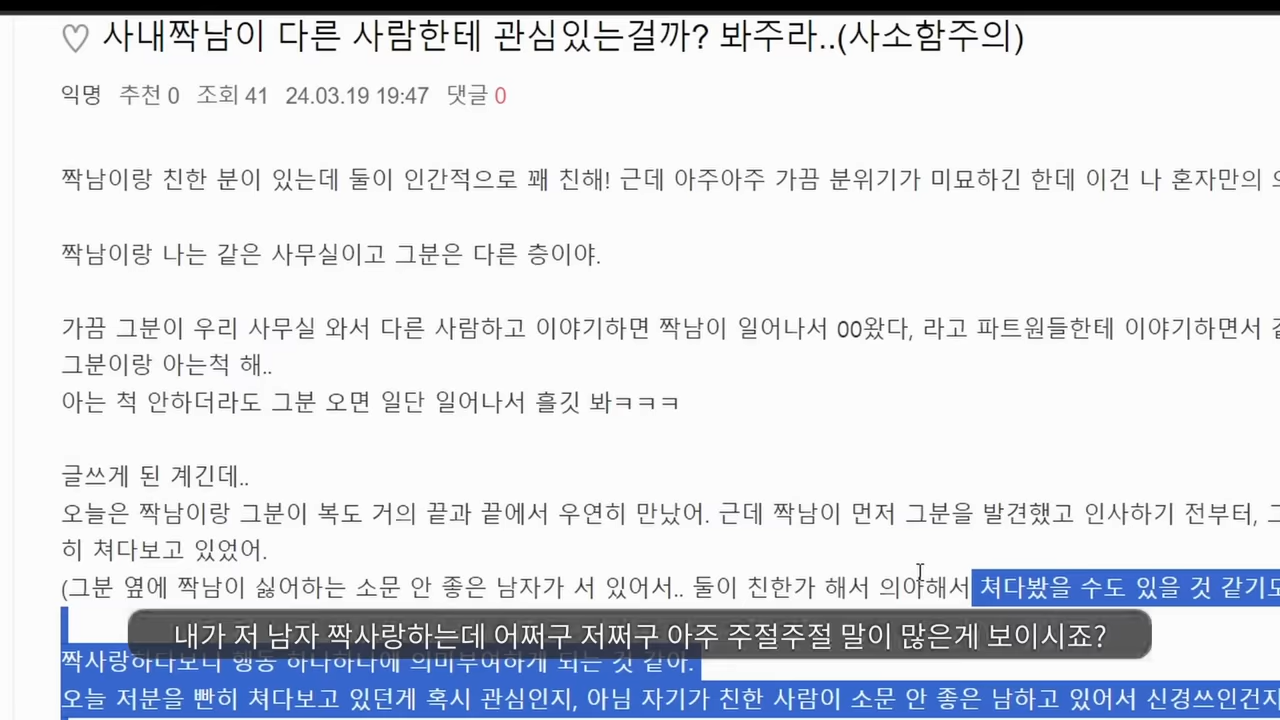 ♡ 사내짝남이 다른 사람한테 관심있는걸까? 봐주라..(사소함주의)
익명 추천 0 조회 41 24.03.19 19:47 댓글 0
짝남이랑 친한 분이 있는데 둘이 인간적으로 꽤 친해! 근데 아주아주 가끔 분위기가 미묘하긴 한데 이건 나 혼자만의
짝남이랑 나는 같은 사무실이고 그분은 다른 층이야.
가끔 그분이 우리 사무실 와서 다른 사람하고 이야기하면 짝남이 일어나서 00왔다, 라고 파트원들한테 이야기하면서
그분이랑 아는척 해..
아는 척 안하더라도 그분 오면 일단 일어나서 흘깃 봐ㅋㅋㅋ
글쓰게 된 계긴데..
오늘은 짝남이랑 그분이 복도 거의 끝과 끝에서 우연히 만났어. 근데 짝남이 먼저 그분을 발견했고 인사하기 전부터,
히 쳐다보고 있었어.
(그분 옆에 짝남이 싫어하는 소문 안 좋은 남자가 서 있어서.. 둘이 친한가 해서 의아해서 쳐다봤을 수도 있을 것 같기도
내가 저 남자 짝사랑하는데 어쩌구 저쩌구 아주 주절주절 말이 많은게 보이시죠?
짝사랑하다보니 행동 하나하나에 의미부여하게 되는 것 같아.
오늘 저분을 빤히 쳐다보고 있던게 혹시 관심인지, 아님 자기가 친한 사람이 소문 안 좋은 남하고 있어서 신경쓰인건지